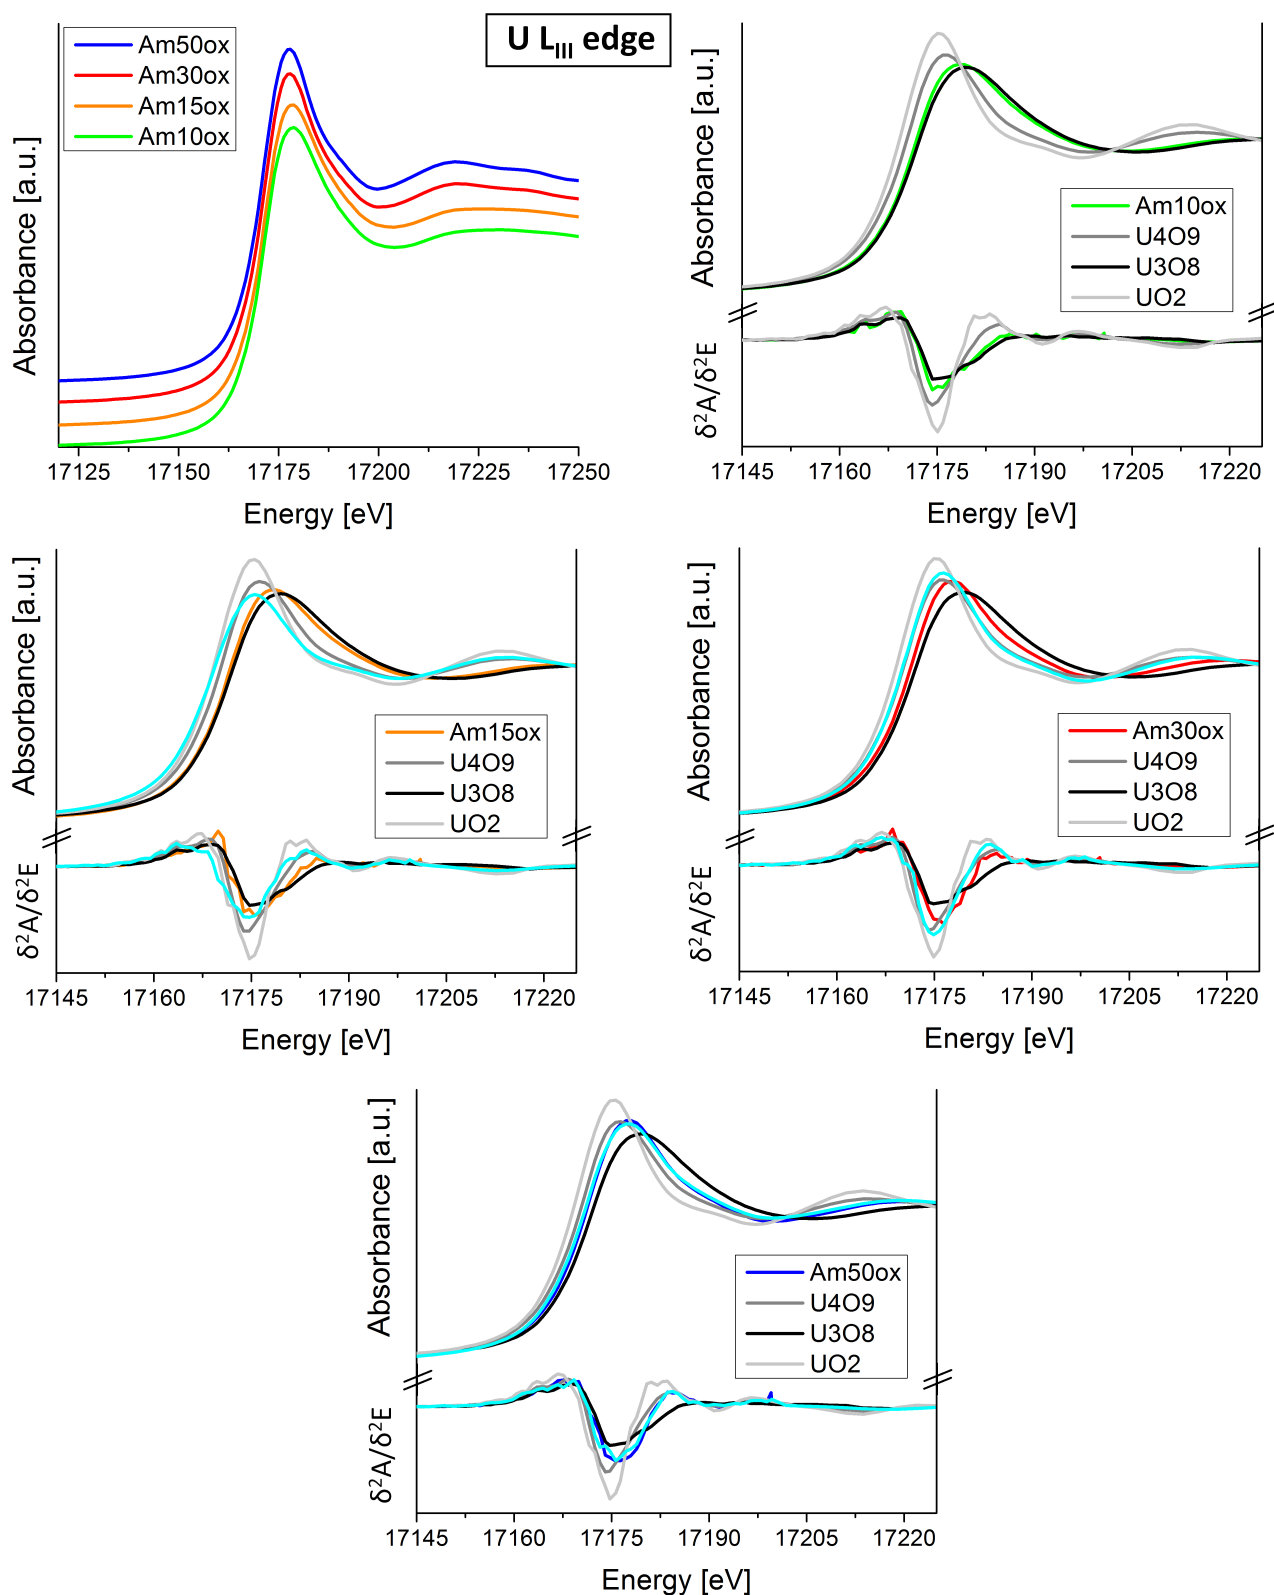 U L_III edge
Absorbance [a.u.]
Am50ox
Am30ox
Am15ox
Am10ox
17125 17150 17175 17200 17225 17250
Energy [eV]
Absorbance [a.u.]
δ²A/δ²E
Am10ox
U4O9
U3O8
UO2
17145 17160 17175 17190 17205 17220
Energy [eV]
Absorbance [a.u.]
δ²A/δ²E
Am15ox
U4O9
U3O8
UO2
17145 17160 17175 17190 17205 17220
Energy [eV]
Absorbance [a.u.]
δ²A/δ²E
Am30ox
U4O9
U3O8
UO2
17145 17160 17175 17190 17205 17220
Energy [eV]
Absorbance [a.u.]
δ²A/δ²E
Am50ox
U4O9
U3O8
UO2
17145 17160 17175 17190 17205 17220
Energy [eV]